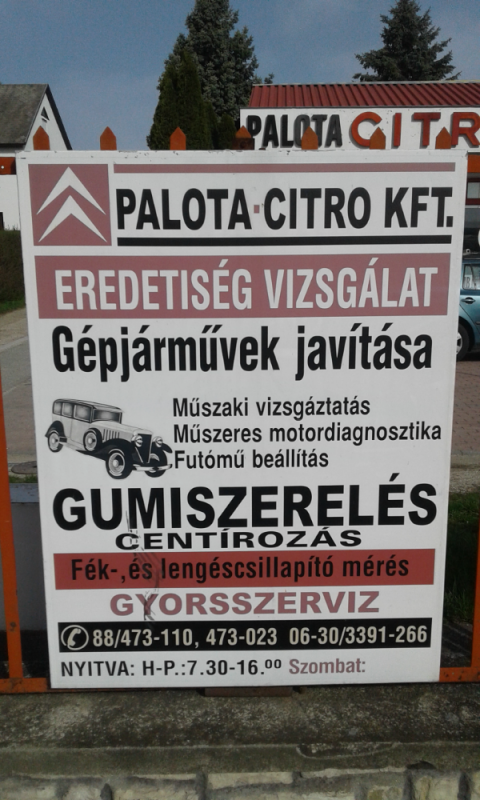 PALOTA CITR
PALOTA·CITRO KFT.
EREDETISÉG VIZSGÁLAT
Gépjárművek javítása
Műszaki vizsgáztatás
Műszeres motordiagnosztika
Futómű beállítás
GUMISZERELÉS
CENTÍROZÁS
Fék-,és lengéscsillapító mérés
GYORSSZERVIZ
88/473-110, 473-023 06-30/3391-266
NYITVA: H-P.:7.30-16.⁰⁰ Szombat: